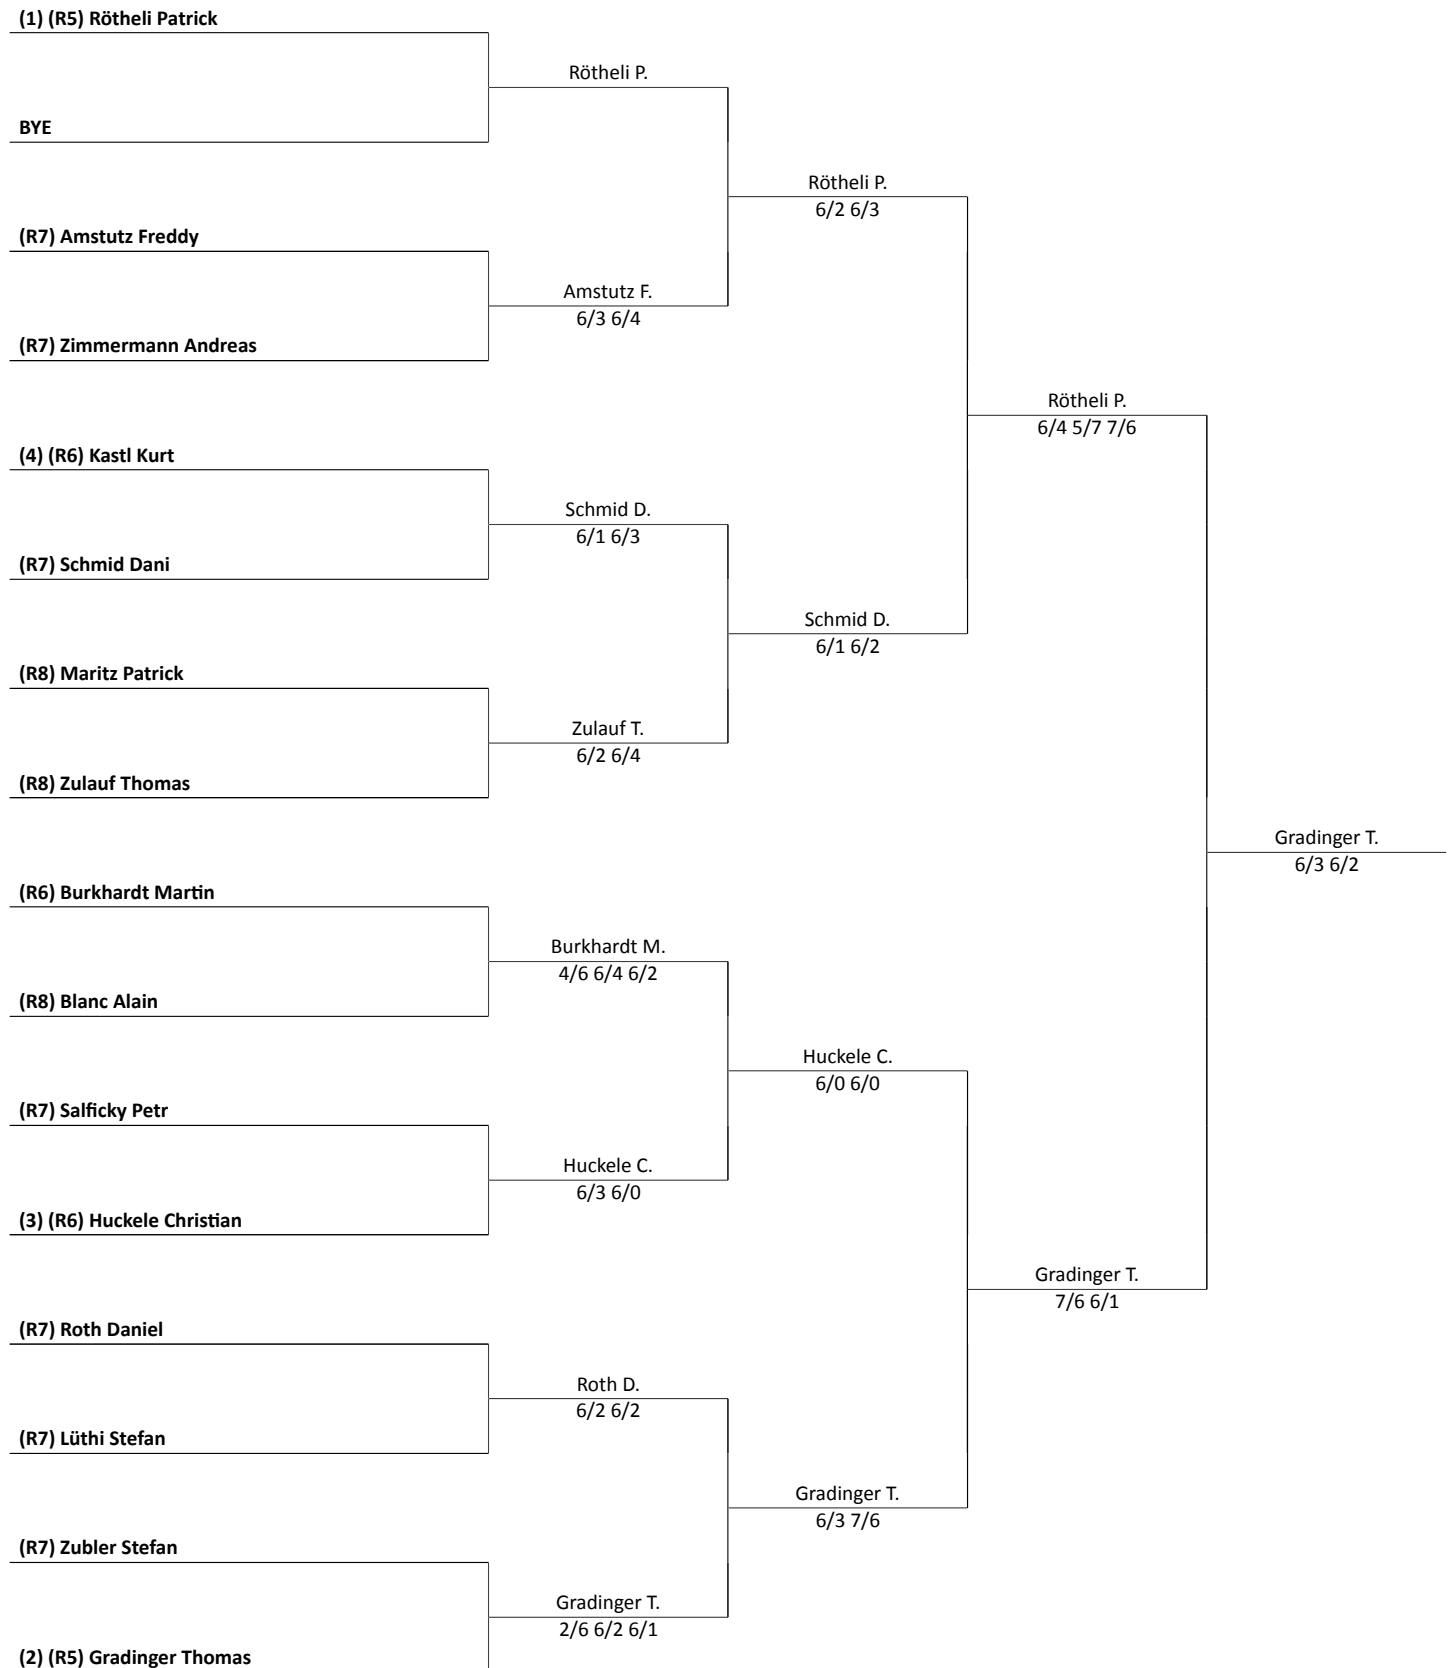 (1) (R5) Rötheli Patrick
Rötheli P.
BYE
Rötheli P.
6/2 6/3
(R7) Amstutz Freddy
Amstutz F.
6/3 6/4
(R7) Zimmermann Andreas
Rötheli P.
6/4 5/7 7/6
(4) (R6) Kastl Kurt
Schmid D.
6/1 6/3
(R7) Schmid Dani
Schmid D.
6/1 6/2
(R8) Maritz Patrick
Zulauf T.
6/2 6/4
(R8) Zulauf Thomas
Gradinger T.
6/3 6/2
(R6) Burkhardt Martin
Burkhardt M.
4/6 6/4 6/2
(R8) Blanc Alain
Huckele C.
6/0 6/0
(R7) Salficky Petr
Huckele C.
6/3 6/0
(3) (R6) Huckele Christian
Gradinger T.
7/6 6/1
(R7) Roth Daniel
Roth D.
6/2 6/2
(R7) Lüthi Stefan
Gradinger T.
6/3 7/6
(R7) Zubler Stefan
Gradinger T.
2/6 6/2 6/1
(2) (R5) Gradinger Thomas